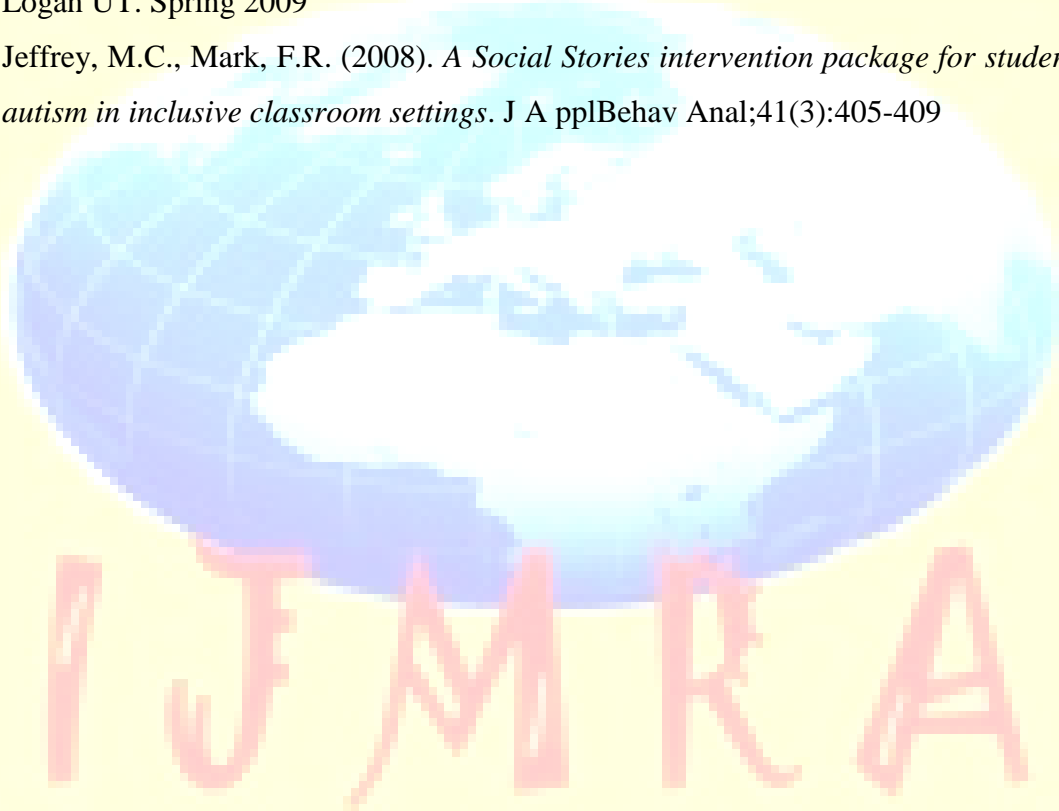 Logan UT. Spring 2009
Jeffrey, M.C., Mark, F.R. (2008). A Social Stories intervention package for
autism in inclusive classroom settings. J A pplBehav Anal;41(3):405-409
IJMRA